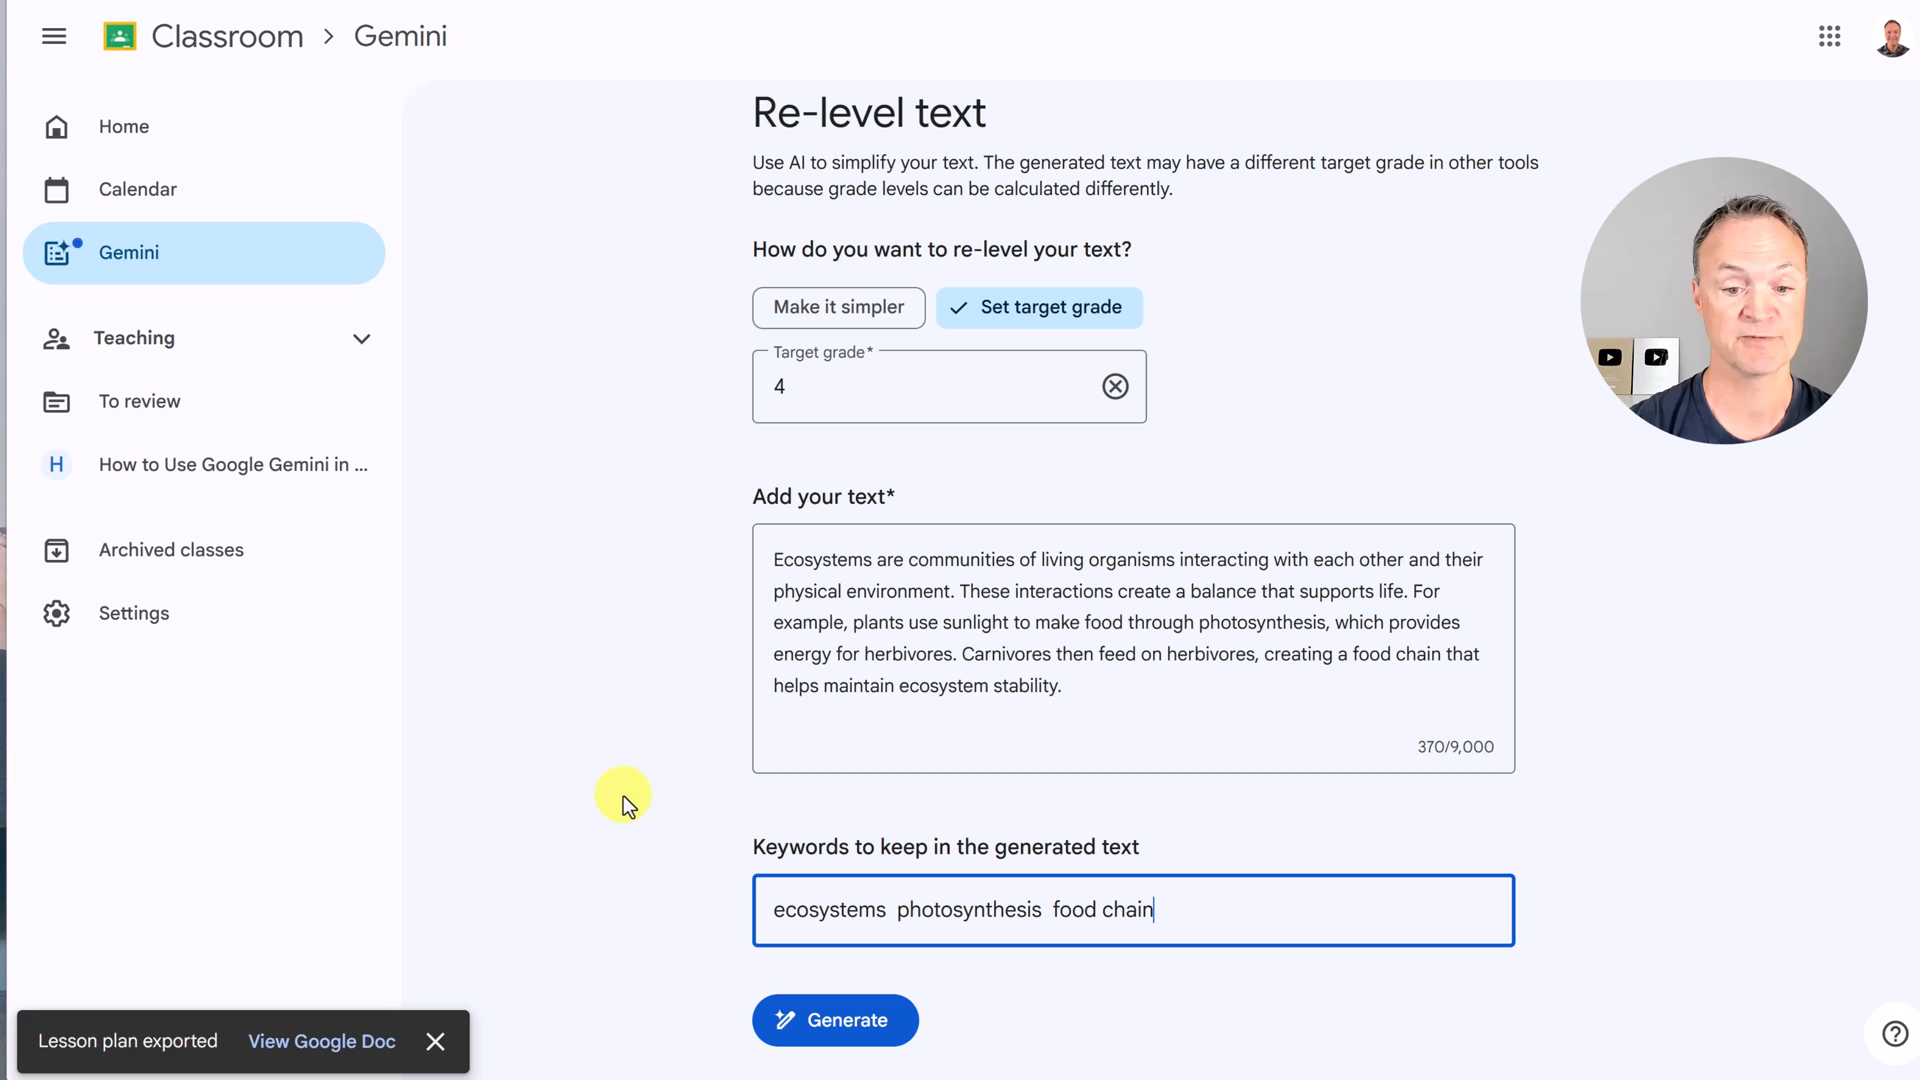 Classroom > Gemini
Home
Calendar
Gemini
Teaching
To review
H How to Use Google Gemini in ...
Archived classes
Settings
Re-level text
Use AI to simplify your text. The generated text may have a different target grade in other tools
because grade levels can be calculated differently.
How do you want to re-level your text?
Make it simpler
Set target grade
Target grade*
4
Add your text*
Ecosystems are communities of living organisms interacting with each other and their
physical environment. These interactions create a balance that supports life. For
example, plants use sunlight to make food through photosynthesis, which provides
energy for herbivores. Carnivores then feed on herbivores, creating a food chain that
helps maintain ecosystem stability.
370/9,000
Keywords to keep in the generated text
ecosystems  photosynthesis  food chain
Generate
Lesson plan exported View Google Doc